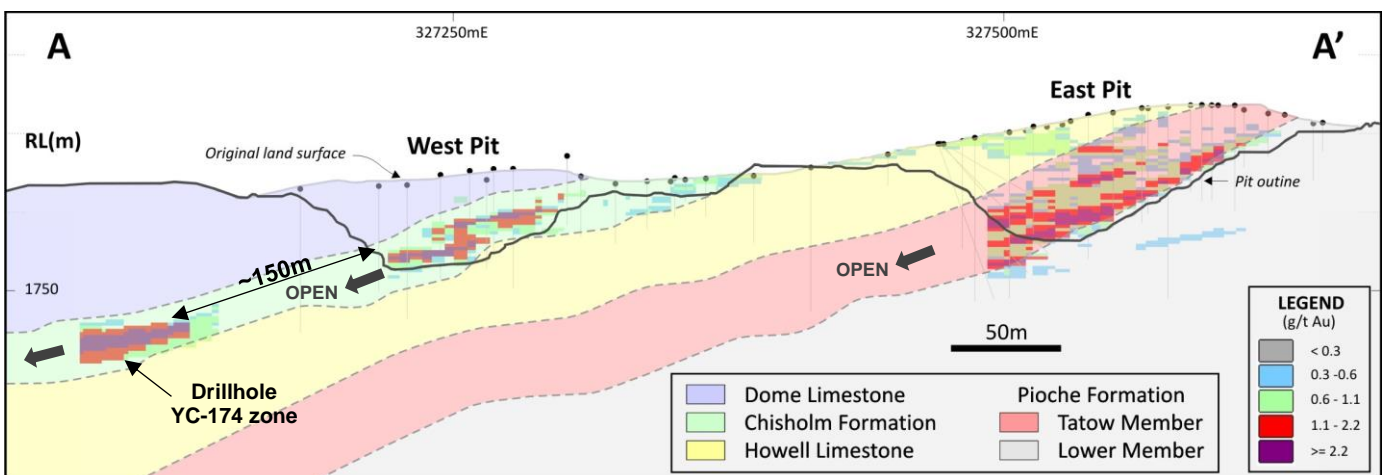 A
327250mE
327500mE
A'
East Pit
RL(m)
West Pit
Original land surface
Pit outine
~150m
OPEN
OPEN
1750
50m
Drillhole
YC-174 zone
Dome Limestone
Chisholm Formation
Howell Limestone
Pioche Formation
Tatow Member
Lower Member
LEGEND
(g/t Au)
< 0.3
0.3 -0.6
0.6 - 1.1
1.1 - 2.2
>= 2.2